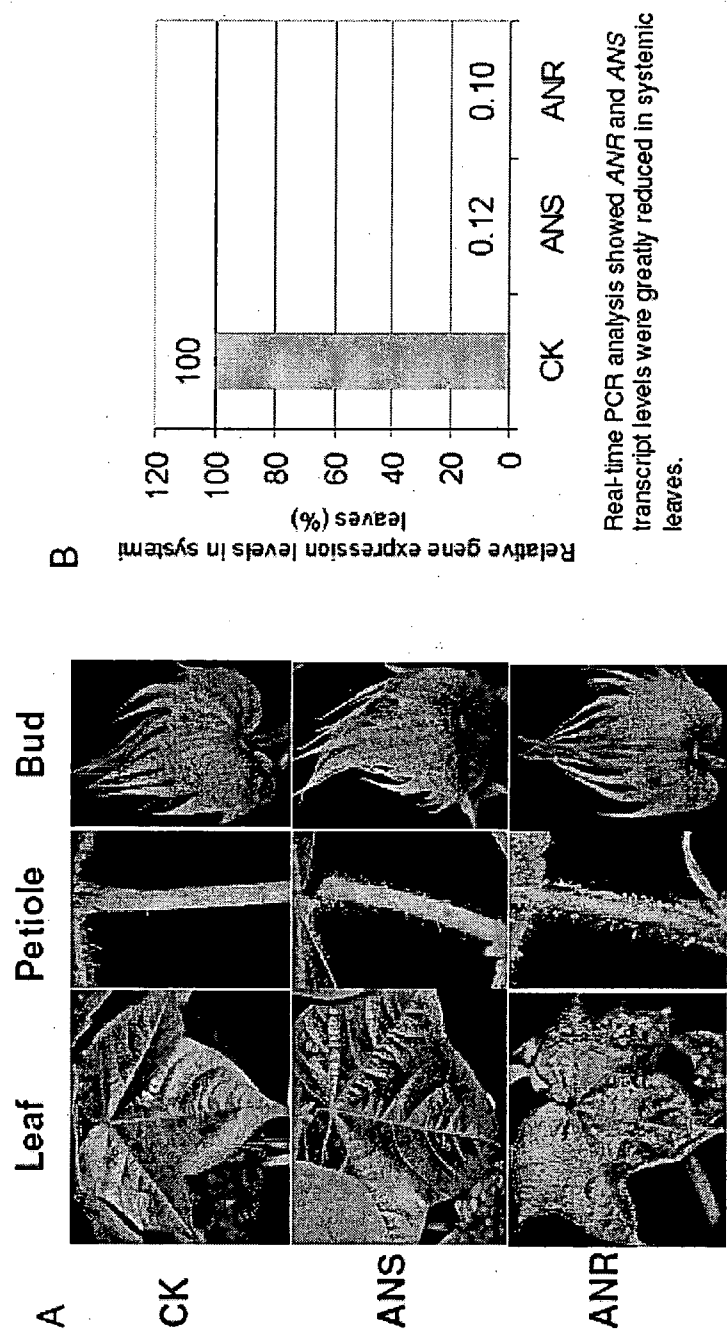 A
Leaf Petiole Bud
CK
ANS
ANR
B
Relative gene expression levels in systemi
leaves (%)
120
100
80
60
40
20
0
100
0.12
0.10
CK ANS ANR
Real-time PCR analysis showed ANR and ANS
transcript levels were greatly reduced in systemic
leaves.